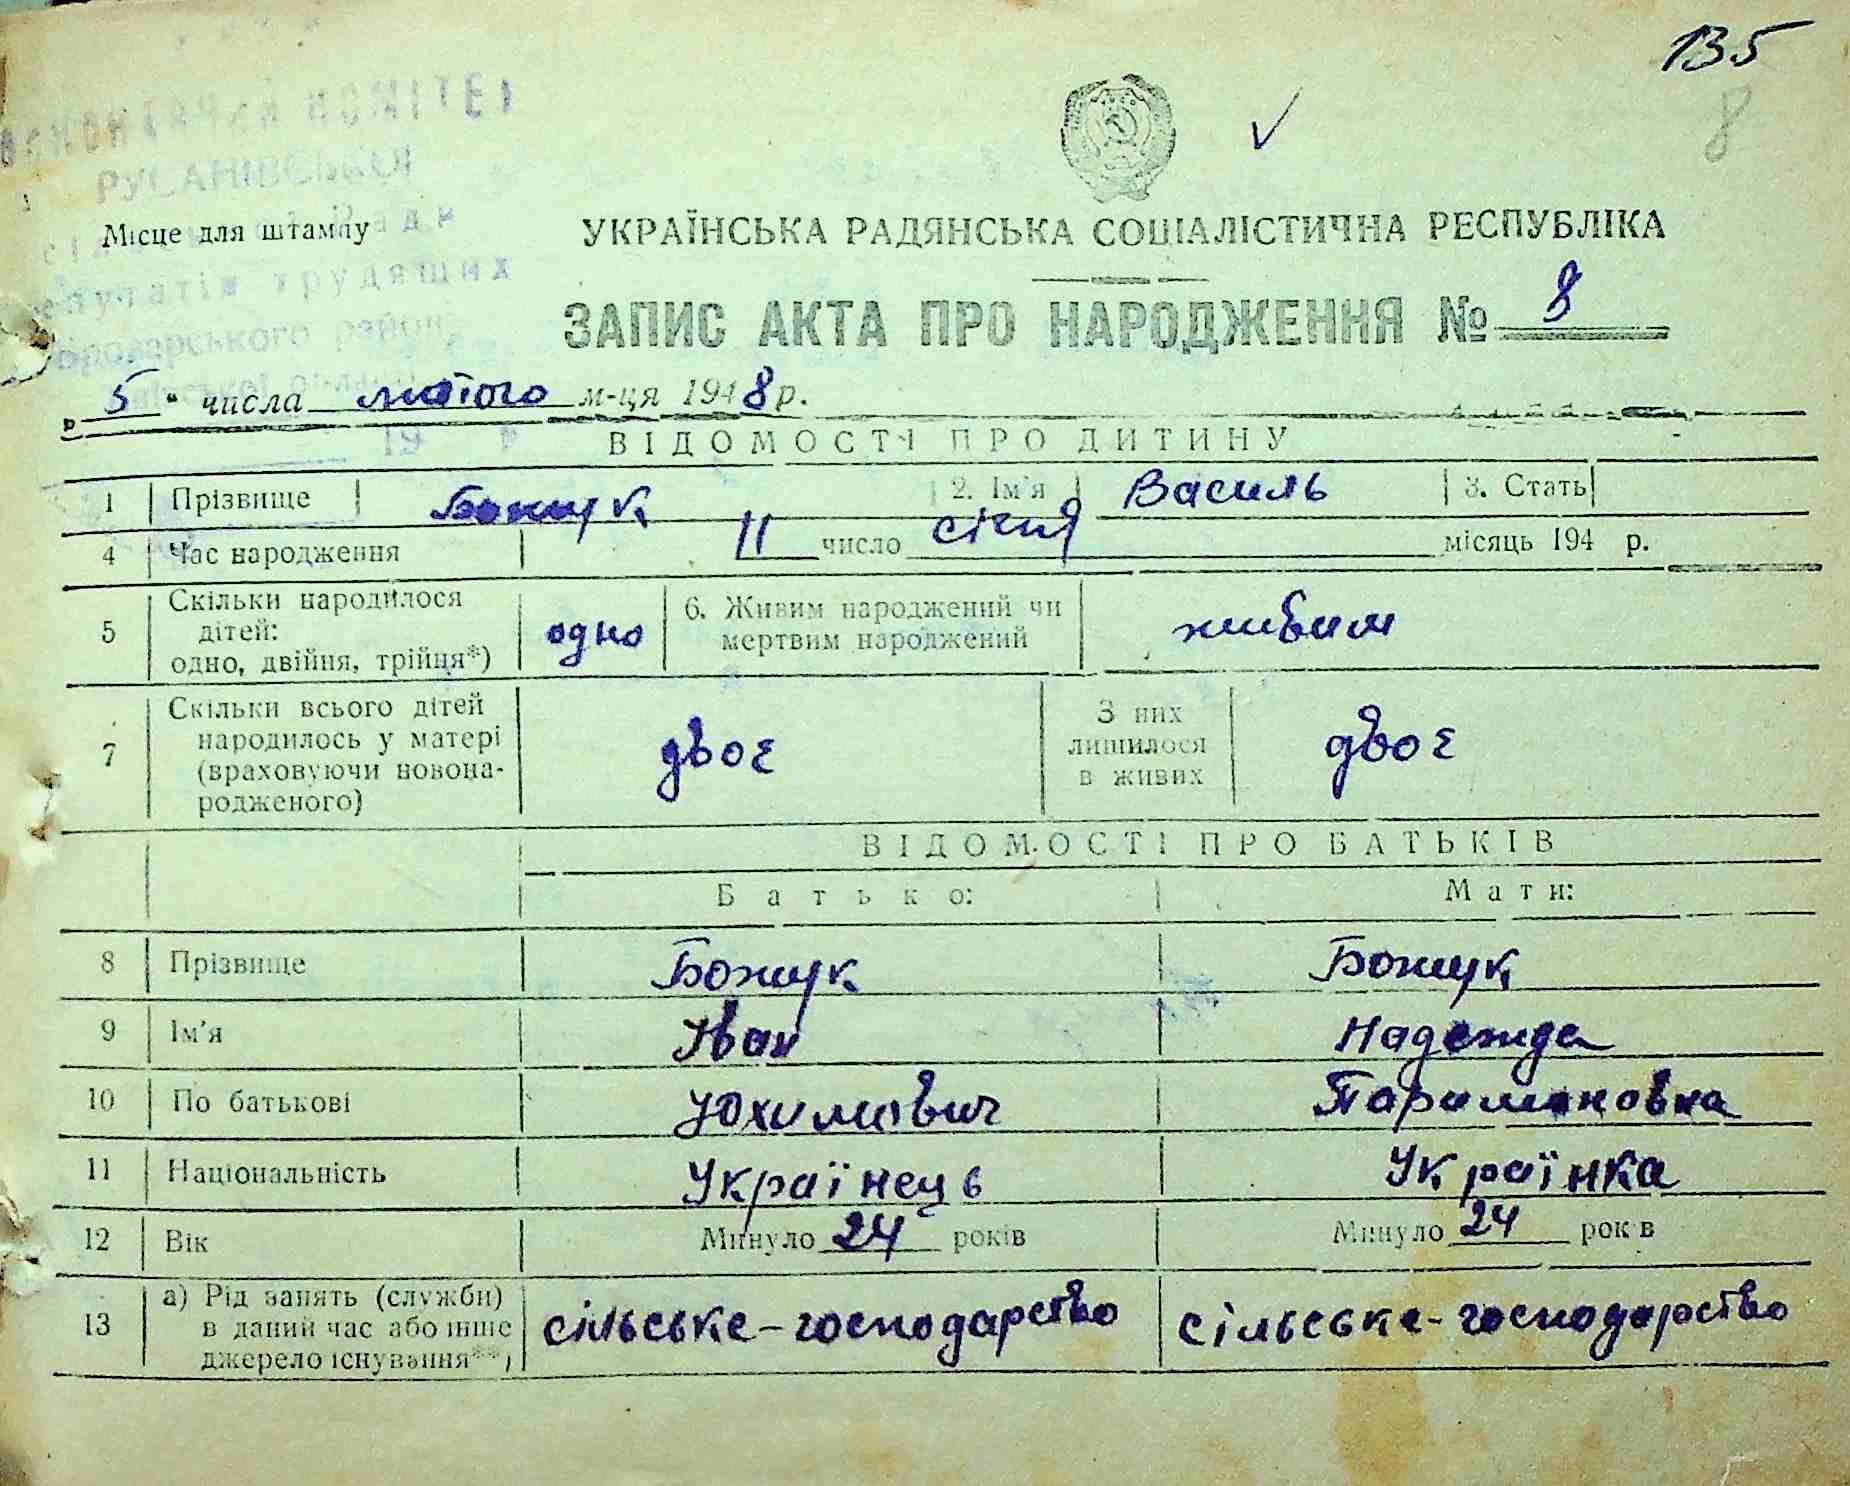 135
8
РУСАНІВСЬКА
Місце для штампу
УКРАЇНСЬКА РАДЯНСЬКА СОЦІАЛІСТИЧНА РЕСПУБЛІКА
трудящих
ЗАПИС АКТА ПРО НАРОДЖЕННЯ № 8
„5“ числа лютого м-ця 1948 р.
ВІДОМОСТІ ПРО ДИТИНУ
1 Прізвище Божук 2. Ім'я Василь 3. Стать
4 Час народження 11 число січня місяць 194 р.
5 Скільки народилося дітей: одно, двійня, трійця*) одно 6. Живим народжений чи мертвим народжений живим
7 Скільки всього дітей народилось у матері (враховуючи новонародженого) двоє З них лишилося в живих двоє
ВІДОМОСТІ ПРО БАТЬКІВ
Батько: Мати:
8 Прізвище Божук Божук
9 Ім'я Іван Надежда
10 По батькові Юхимович
11 Національність Українець Українка
12 Вік Минуло 24 років Минуло 24 рок в
13 а) Рід занять (служби) в даний час або інше джерело існування**) сільське-господарство сільське-господарство